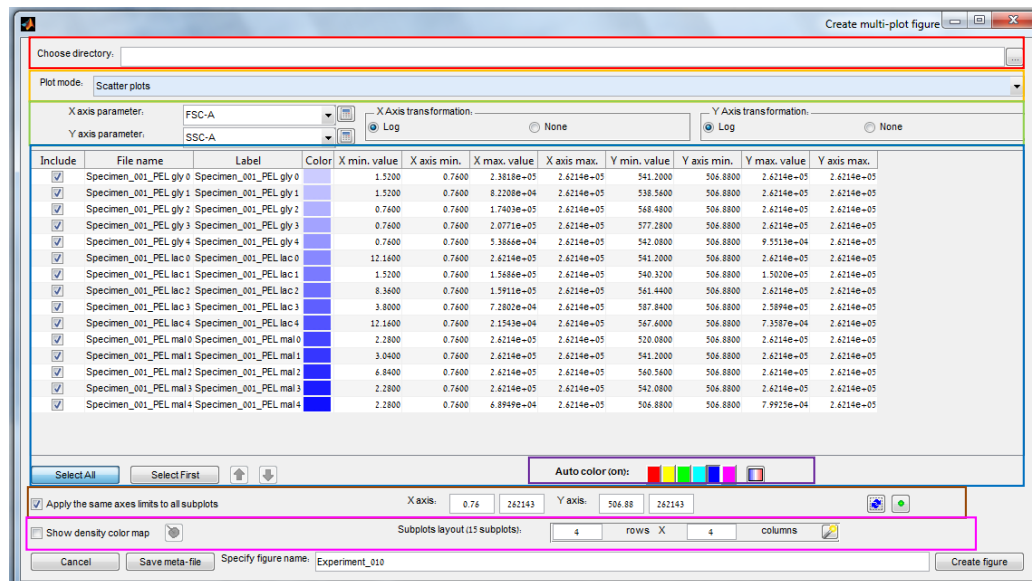 Create multi-plot figure
Choose directory:
...
Plot mode: Scatter plots
X axis parameter: FSC-A X Axis transformation: Y Axis transformation:
Log None Log None
Y axis parameter: SSC-A
Include File name Label Color X min. value X axis min. X max. value X axis max. Y min. value Y axis min. Y max. value Y axis max.
Specimen_001_PEL gly 0 Specimen_001_PEL gly 0 1.5200 0.7600 2.3818e+05 2.6214e+05 541.2000 506.8800 2.6214e+05 2.6214e+05
Specimen_001_PEL gly 1 Specimen_001_PEL gly 1 1.5200 0.7600 8.2208e+04 2.6214e+05 538.5600 506.8800 2.6214e+05 2.6214e+05
Specimen_001_PEL gly 2 Specimen_001_PEL gly 2 0.7600 0.7600 1.7403e+05 2.6214e+05 568.4800 506.8800 2.6214e+05 2.6214e+05
Specimen_001_PEL gly 3 Specimen_001_PEL gly 3 0.7600 0.7600 2.0771e+05 2.6214e+05 577.2800 506.8800 2.6214e+05 2.6214e+05
Specimen_001_PEL gly 4 Specimen_001_PEL gly 4 0.7600 0.7600 5.3866e+04 2.6214e+05 542.0800 506.8800 9.5513e+04 2.6214e+05
Specimen_001_PEL lac 0 Specimen_001_PEL lac 0 12.1600 0.7600 2.6214e+05 2.6214e+05 541.2000 506.8800 2.6214e+05 2.6214e+05
Specimen_001_PEL lac 1 Specimen_001_PEL lac 1 1.5200 0.7600 1.5686e+05 2.6214e+05 540.3200 506.8800 1.5020e+05 2.6214e+05
Specimen_001_PEL lac 2 Specimen_001_PEL lac 2 8.3600 0.7600 1.5911e+05 2.6214e+05 561.4400 506.8800 2.6214e+05 2.6214e+05
Specimen_001_PEL lac 3 Specimen_001_PEL lac 3 3.8000 0.7600 7.2802e+04 2.6214e+05 587.8400 506.8800 2.5894e+05 2.6214e+05
Specimen_001_PEL lac 4 Specimen_001_PEL lac 4 12.1600 0.7600 2.1543e+04 2.6214e+05 567.6000 506.8800 7.3587e+04 2.6214e+05
Specimen_001_PEL mal 0 Specimen_001_PEL mal 0 2.2800 0.7600 2.6214e+05 2.6214e+05 520.0800 506.8800 2.6214e+05 2.6214e+05
Specimen_001_PEL mal 1 Specimen_001_PEL mal 1 3.0400 0.7600 2.6214e+05 2.6214e+05 541.2000 506.8800 2.6214e+05 2.6214e+05
Specimen_001_PEL mal 2 Specimen_001_PEL mal 2 6.8400 0.7600 2.6214e+05 2.6214e+05 560.5600 506.8800 2.6214e+05 2.6214e+05
Specimen_001_PEL mal 3 Specimen_001_PEL mal 3 2.2800 0.7600 2.6214e+05 2.6214e+05 542.0800 506.8800 2.6214e+05 2.6214e+05
Specimen_001_PEL mal 4 Specimen_001_PEL mal 4 2.2800 0.7600 6.8949e+04 2.6214e+05 506.8800 506.8800 7.9925e+04 2.6214e+05
Select All Select First Auto color (on):
Apply the same axes limits to all subplots X axis: 0.76 262143 Y axis: 506.88 262143
Show density color map Subplots layout (15 subplots): 4 rows X 4 columns
Cancel Save meta-file Specify figure name: Experiment_010 Create figure